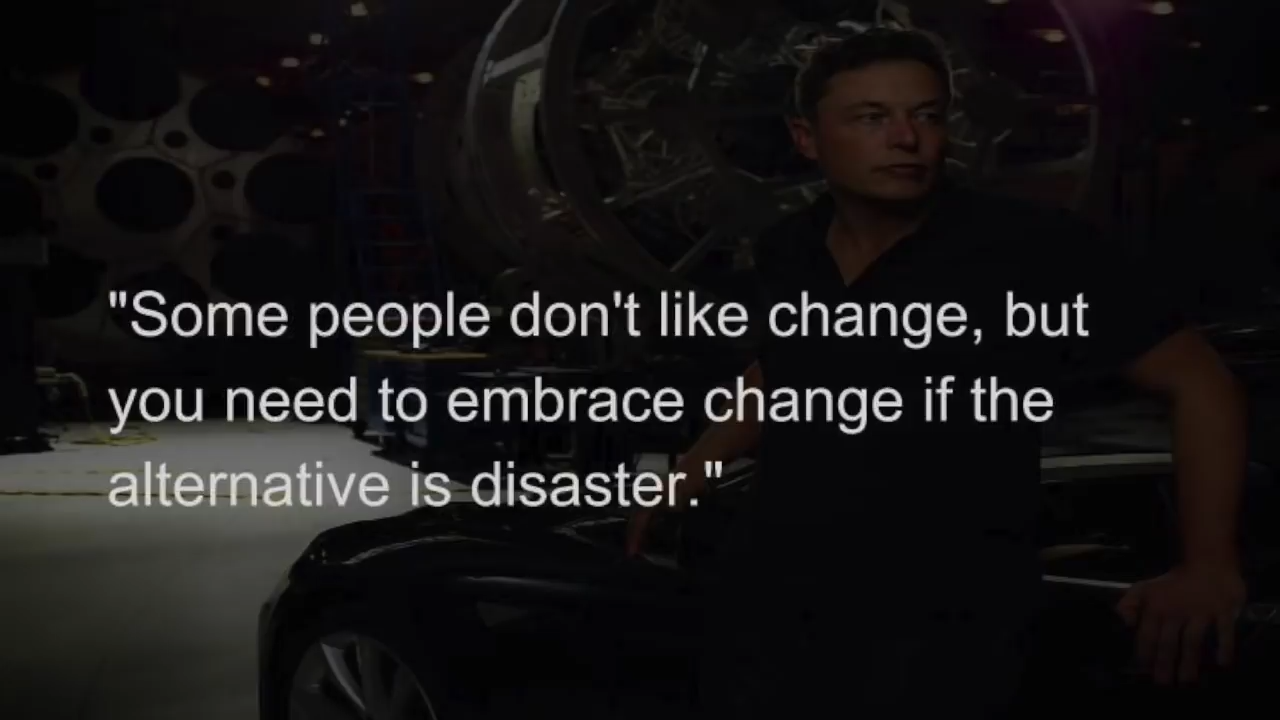 "Some people don't like change, but
you need to embrace change if the
alternative is disaster."